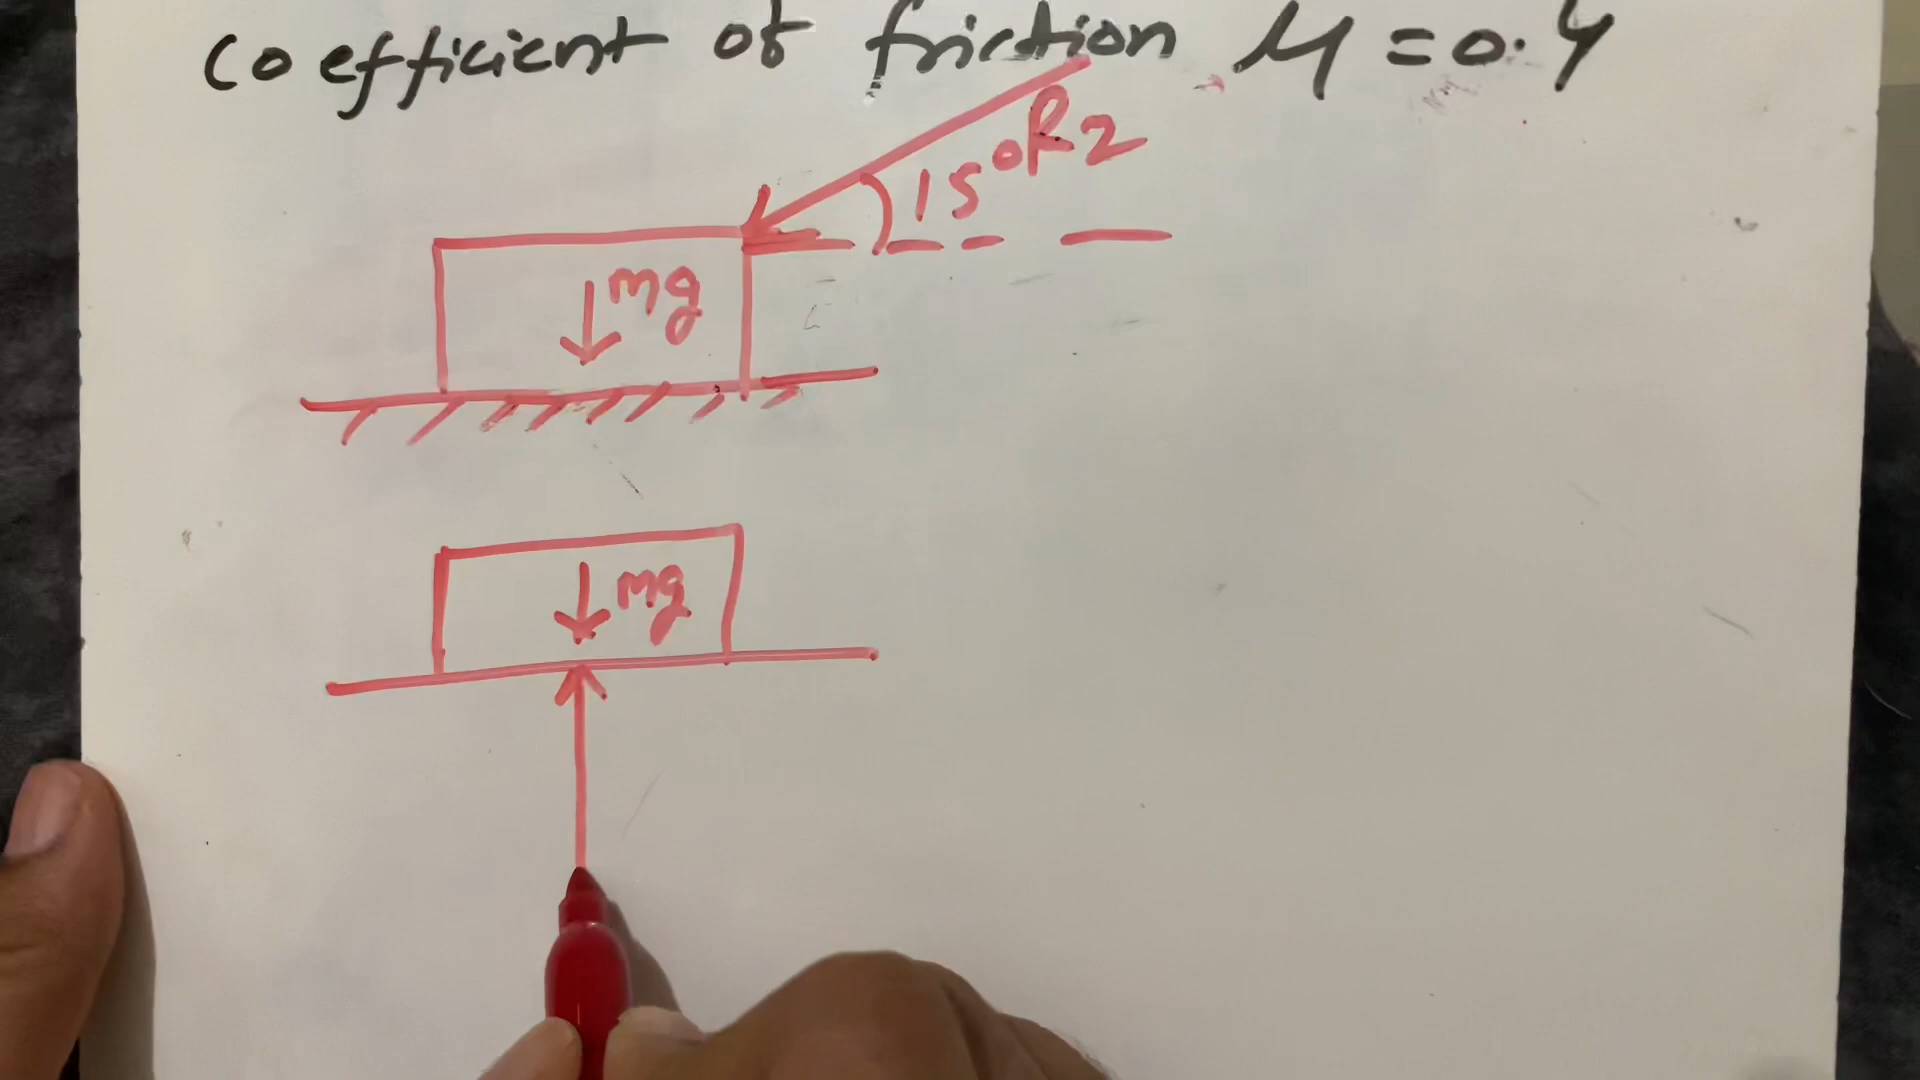 Coefficient of friction μ = 0.4
15° R2
mg
mg